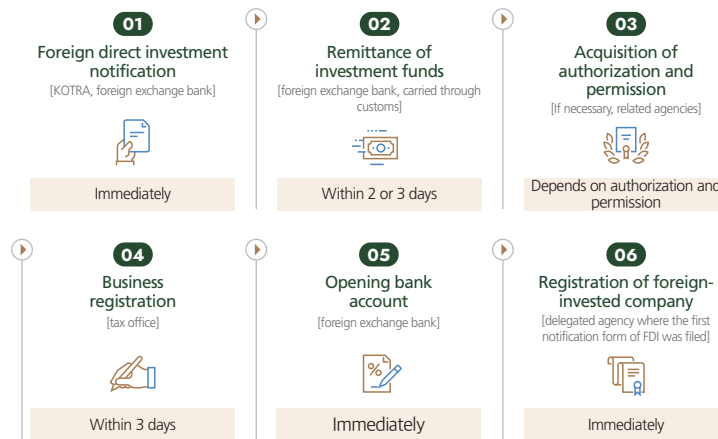 01
Foreign direct investment
notification
[KOTRA, foreign exchange bank]
Immediately
02
Remittance of
investment funds
[foreign exchange bank, carried through
customs]
Within 2 or 3 days
03
Acquisition of
authorization and
permission
[If necessary, related agencies]
Depends on authorization and
permission
04
Business
registration
[tax office]
Within 3 days
05
Opening bank
account
[foreign exchange bank]
%
Immediately
06
Registration of foreign-
invested company
[delegated agency where the first
notification form of FDI was filed]
Immediately